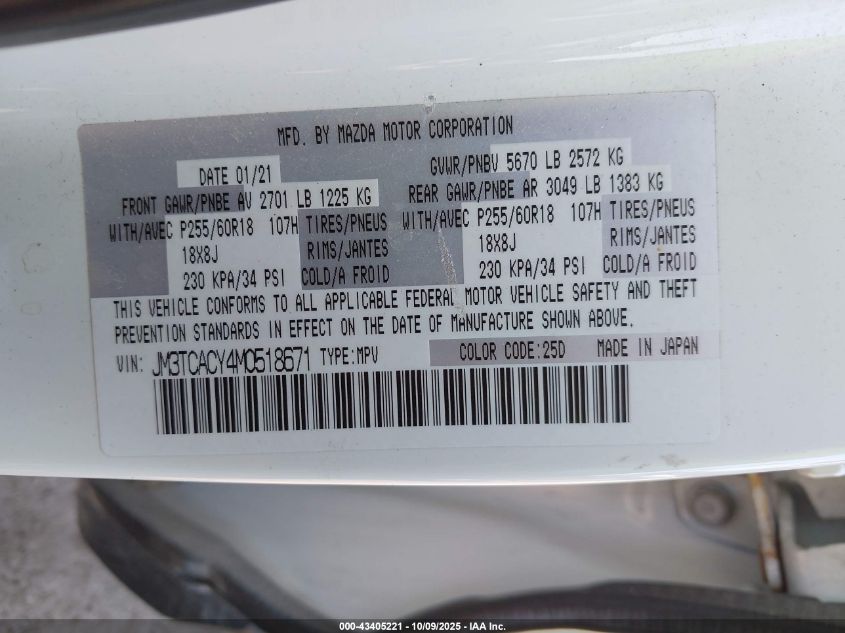 MFD. BY MAZDA MOTOR CORPORATION
DATE 01/21 GVWR/PNBV 5670 LB 2572 KG
FRONT GAWR/PNBE AV 2701 LB 1225 KG REAR GAWR/PNBE AR 3049 LB 1383 KG
WITH/AVEC P255/60R18 107H TIRES/PNEUS WITH/AVEC P255/60R18 107H TIRES/PNEUS
18X8J RIMS/JANTES 18X8J RIMS/JANTES
230 KPA/34 PSI COLD/A FROID 230 KPA/34 PSI COLD/A FROID
THIS VEHICLE CONFORMS TO ALL APPLICABLE FEDERAL MOTOR VEHICLE SAFETY AND THEFT
PREVENTION STANDARDS IN EFFECT ON THE DATE OF MANUFACTURE SHOWN ABOVE.
VIN: JM3TCACY4M0518671 TYPE:MPV COLOR CODE:25D MADE IN JAPAN
000-43405221 - 10/09/2025 - IAA Inc.